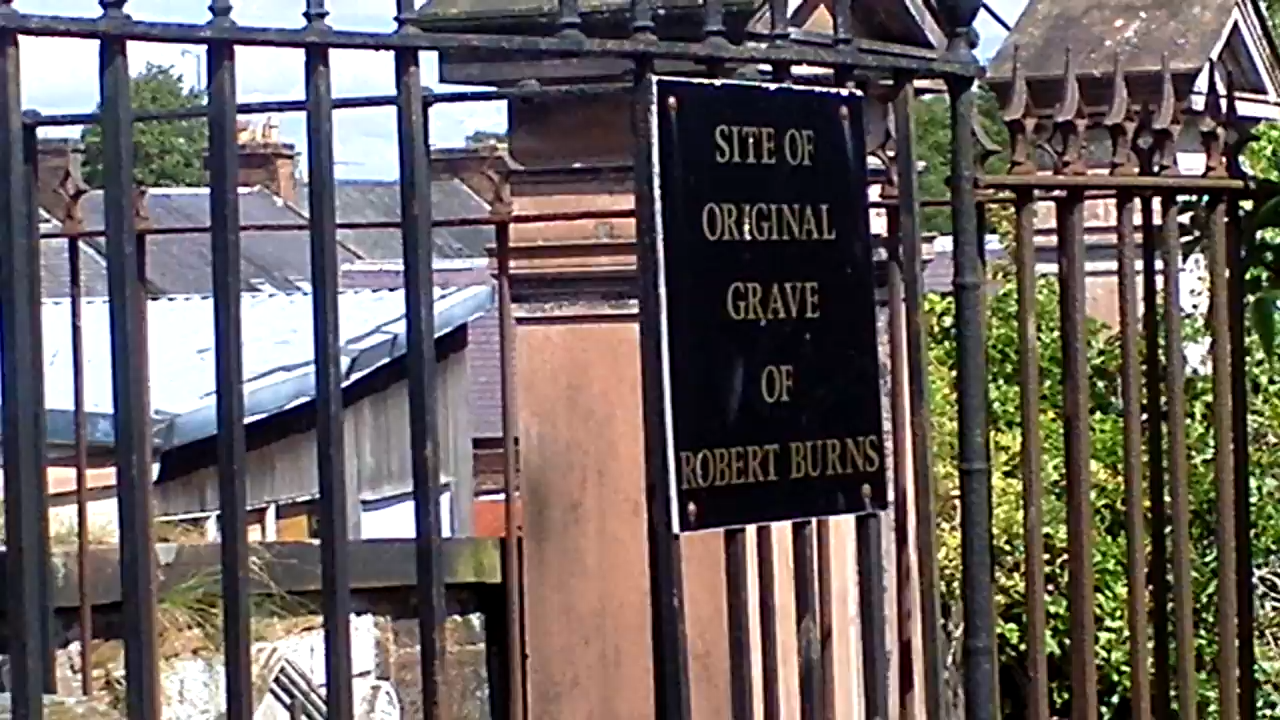 SITE OF
ORIGINAL
GRAVE
OF
ROBERT BURNS